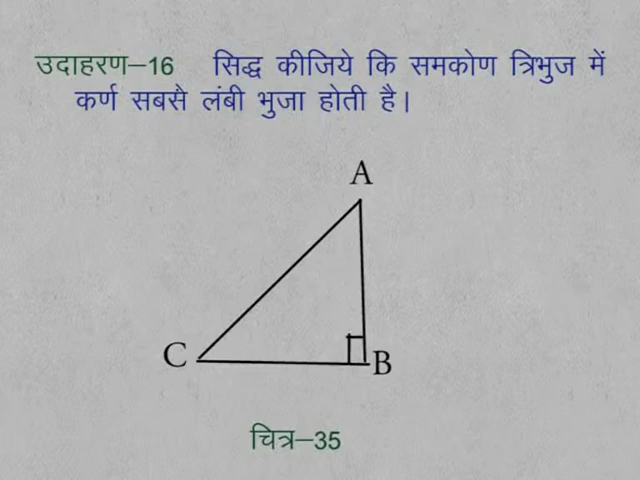 उदाहरण–16 सिद्ध कीजिये कि समकोण त्रिभुज में
कर्ण सबसे लंबी भुजा होती है।
A
C
B
चित्र–35